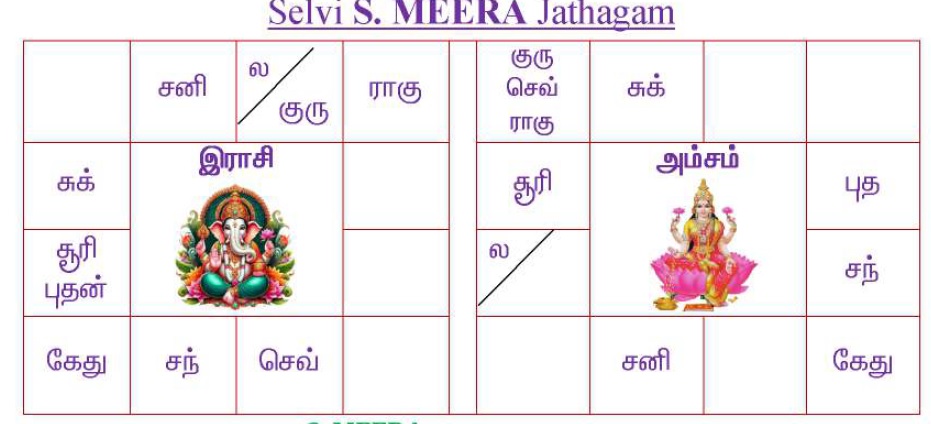 Selvi S. MEERA Jathagam
சனி
ல
குரு
ராகு
குரு
செவ்
ராகு
சுக்
இராசி
அம்சம்
சுக்
சூரி
புத
சூரி
புதன்
ல
சந்
கேது
சந்
செவ்
சனி
கேது